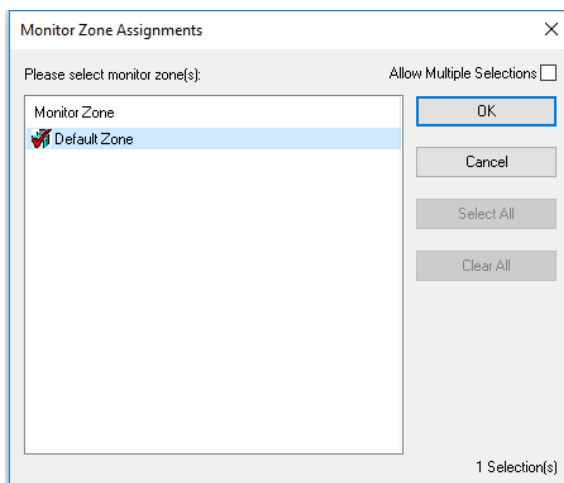 Monitor Zone Assignments
Please select monitor zone(s):
Allow Multiple Selections
Monitor Zone
Default Zone
OK
Cancel
Select All
Clear All
1 Selection(s)